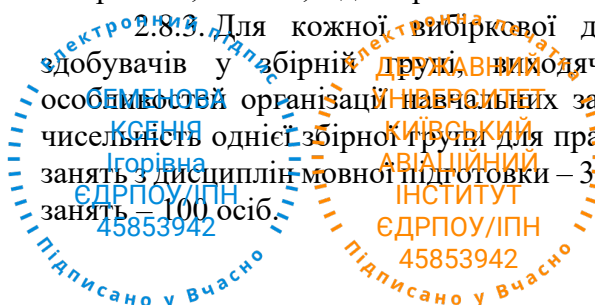 2.8.3. Для кожної вибіркової д
здобувачів у збірній групі, виходяч
особливостей організації навчальних за
чисельність однієї збірної групи для пра
занять з дисциплін мовної підготовки – 3
занять – 100 осіб.
електронний підпис
СЕМЕНОВА
КСЕНІЯ
Ігорівна
ЄДРПОУ/ІПН
45853942
Підписано у Вчасно
електронна печатка
ДЕРЖАВНИЙ
УНІВЕРСИТЕТ
КИЇВСЬКИЙ
АВІАЦІЙНИЙ
ІНСТИТУТ
ЄДРПОУ/ІПН
45853942
Підписано у Вчасно